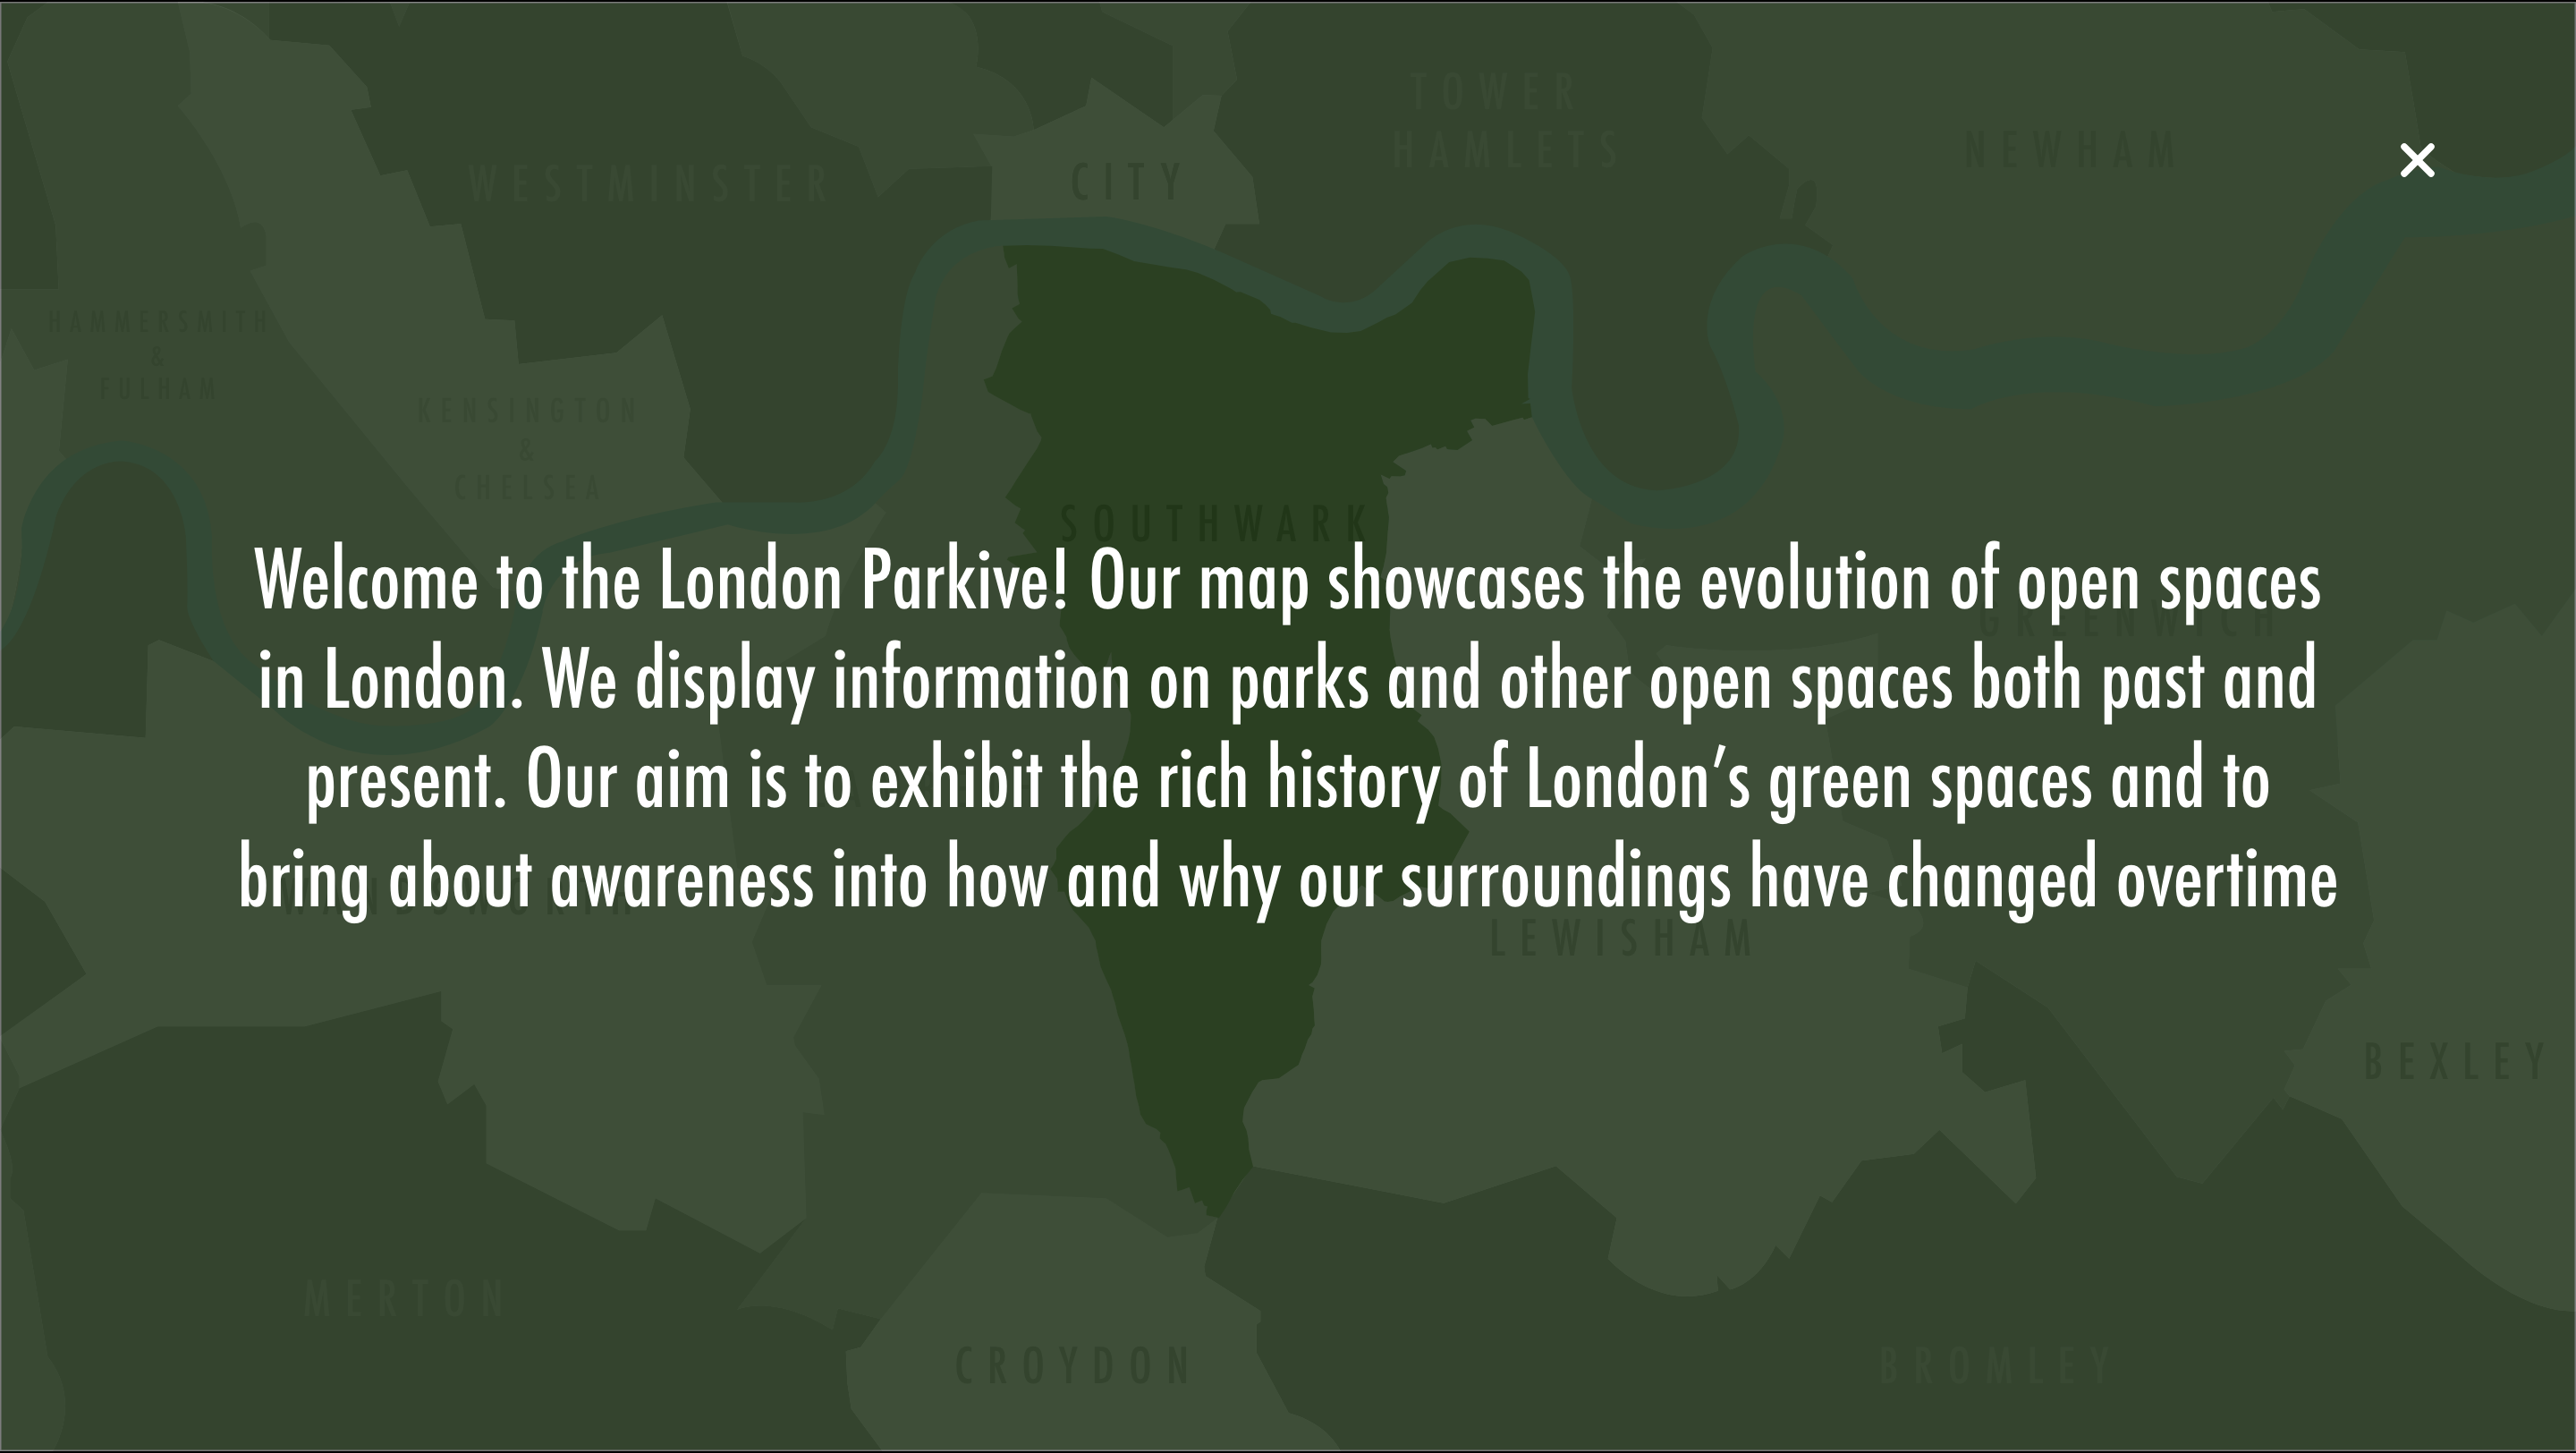 TOWER
HAMLETS
NEWHAM
WESTMINSTER
CITY
HAMMERSMITH
&
FULHAM
KENSINGTON
&
CHELSEA
SOUTHWARK
Welcome to the London Parkive! Our map showcases the evolution of open spaces
GREENWICH
in London. We display information on parks and other open spaces both past and
present. Our aim is to exhibit the rich history of London’s green spaces and to
bring about awareness into how and why our surroundings have changed overtime
WANDSWORTH
LEWISHAM
BEXLEY
MERTON
CROYDON
BROMLEY